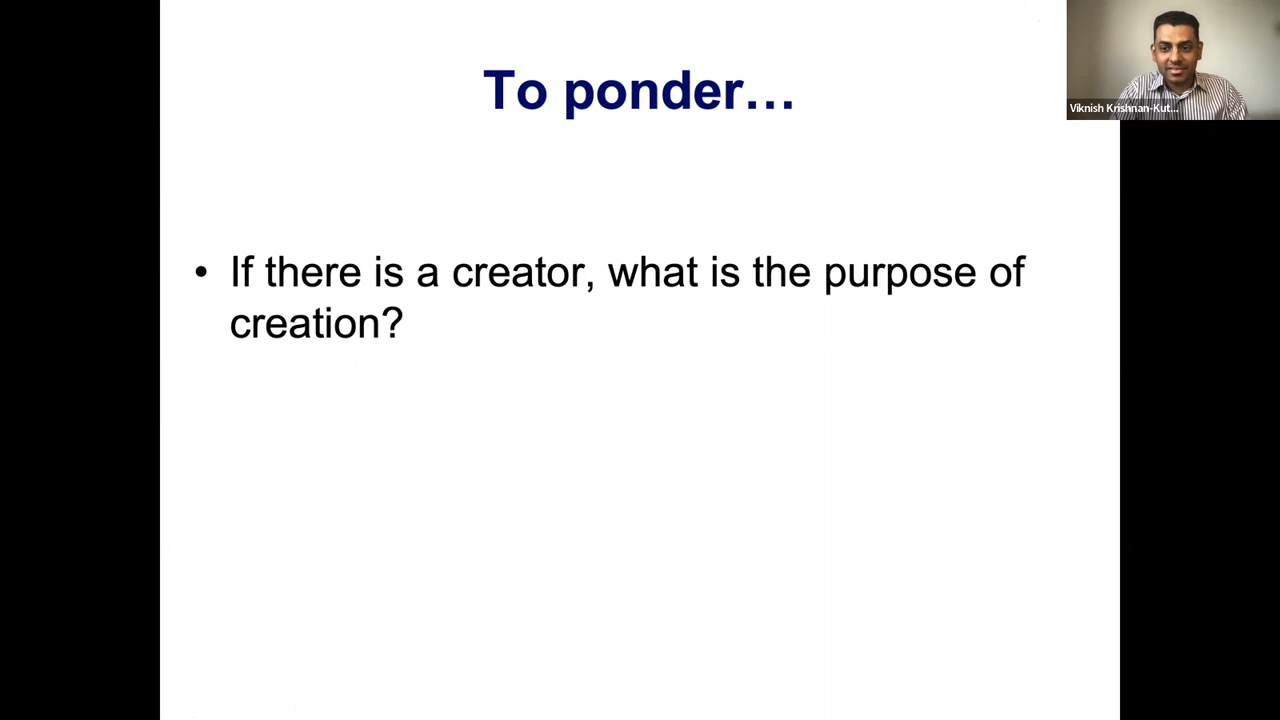 To ponder…
Viknish Krishnan-Kut...
• If there is a creator, what is the purpose of
creation?